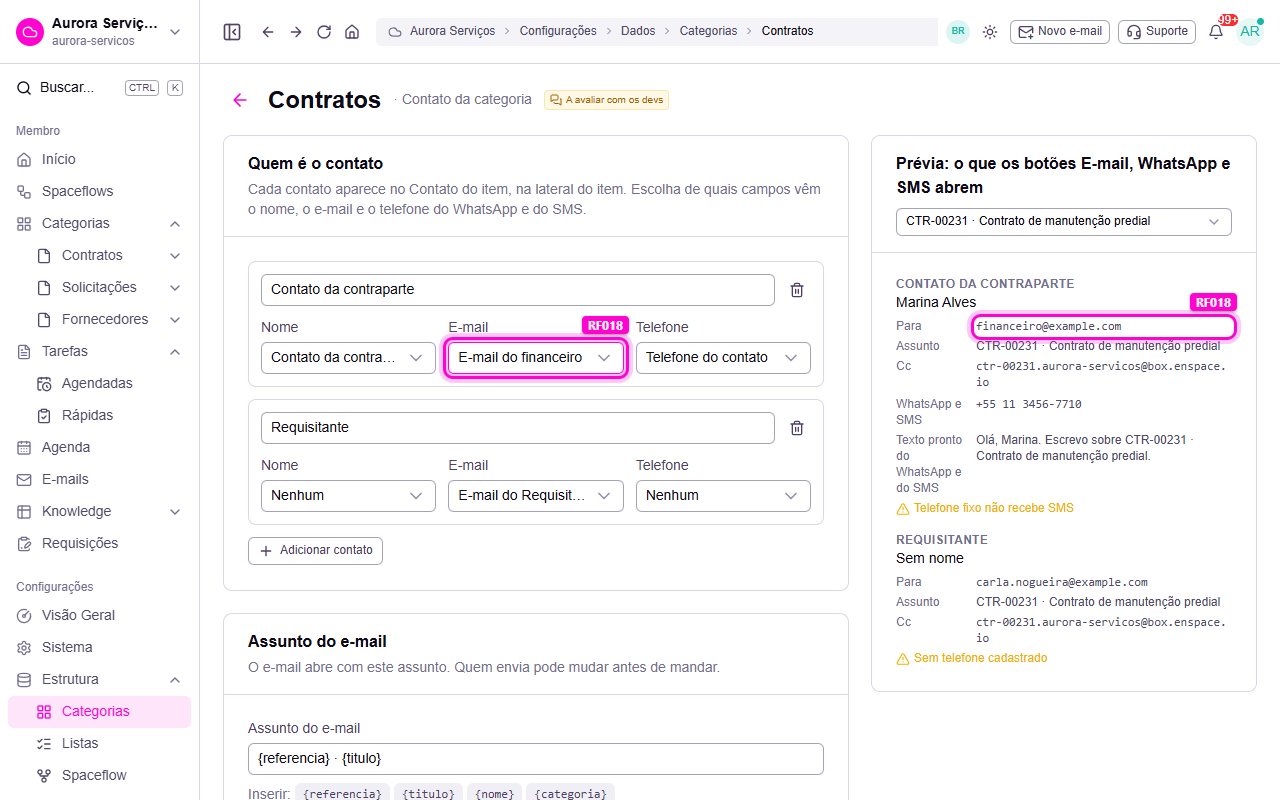 Aurora Serviç...
aurora-servicos
Aurora Serviços > Configurações > Dados > Categorias > Contratos
BR
Novo e-mail
Suporte
99+
AR
Buscar...
CTRL K
Membro
Início
Spaceflows
Categorias
Contratos
Solicitações
Fornecedores
Tarefas
Agendadas
Rápidas
Agenda
E-mails
Knowledge
Requisições
Configurações
Visão Geral
Sistema
Estrutura
Categorias
Listas
Spaceflow
Contratos · Contato da categoria
A avaliar com os devs
Quem é o contato
Cada contato aparece no Contato do item, na lateral do item. Escolha de quais campos vêm
o nome, o e-mail e o telefone do WhatsApp e do SMS.
Contato da contraparte
Nome E-mail RF018 Telefone
Contato da contra... E-mail do financeiro Telefone do contato
Requisitante
Nome E-mail Telefone
Nenhum E-mail do Requisit... Nenhum
Adicionar contato
Assunto do e-mail
O e-mail abre com este assunto. Quem envia pode mudar antes de mandar.
Assunto do e-mail
{referencia} · {titulo}
Inserir: {referencia} {titulo} {nome} {categoria}
Prévia: o que os botões E-mail, WhatsApp e
SMS abrem
CTR-00231 · Contrato de manutenção predial
CONTATO DA CONTRAPARTE
Marina Alves
RF018
Para financeiro@example.com
Assunto CTR-00231 · Contrato de manutenção predial
Cc ctr-00231.aurora-servicos@box.enspace.
io
WhatsApp e +55 11 3456-7710
SMS
Texto pronto Olá, Marina. Escrevo sobre CTR-00231 ·
do Contrato de manutenção predial.
WhatsApp e
do SMS
Telefone fixo não recebe SMS
REQUISITANTE
Sem nome
Para carla.nogueira@example.com
Assunto CTR-00231 · Contrato de manutenção predial
Cc ctr-00231.aurora-servicos@box.enspace.
io
Sem telefone cadastrado